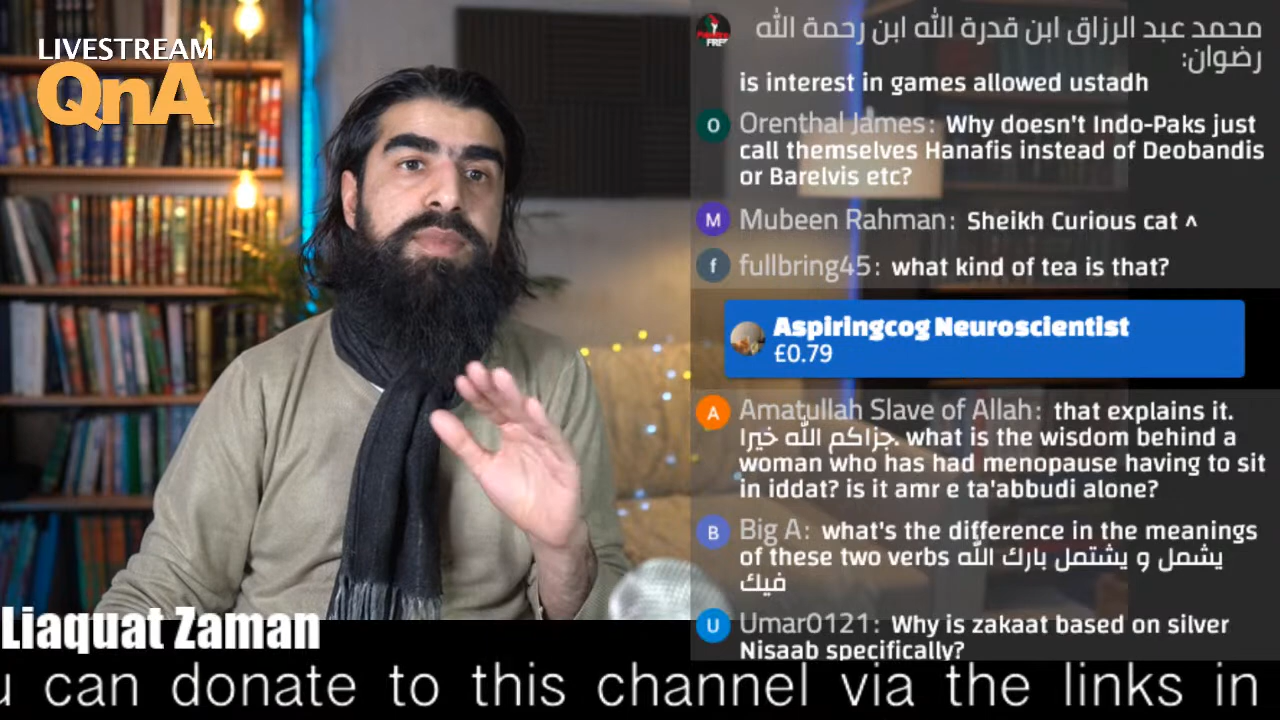 LIVESTREAM
QnA
محمد عبد الرزاق ابن قدرة الله ابن رحمة الله
رضوان:
is interest in games allowed ustadh
O Orenthal James: Why doesn't Indo-Paks just
call themselves Hanafis instead of Deobandis
or Barelvis etc?
M Mubeen Rahman: Sheikh Curious cat ^
f fullbring45: what kind of tea is that?
Aspiringcog Neuroscientist
£0.79
A Amatullah Slave of Allah: that explains it.
جزاكم الله خيرا. what is the wisdom behind a
woman who has had menopause having to sit
in iddat? is it amr e ta'abbudi alone?
B Big A: what's the difference in the meanings
of these two verbs يشمل و يشتمل بارك الله
فيك
U Umar0121: Why is zakaat based on silver
Nisaab specifically?
Liaquat Zaman
u can donate to this channel via the links in